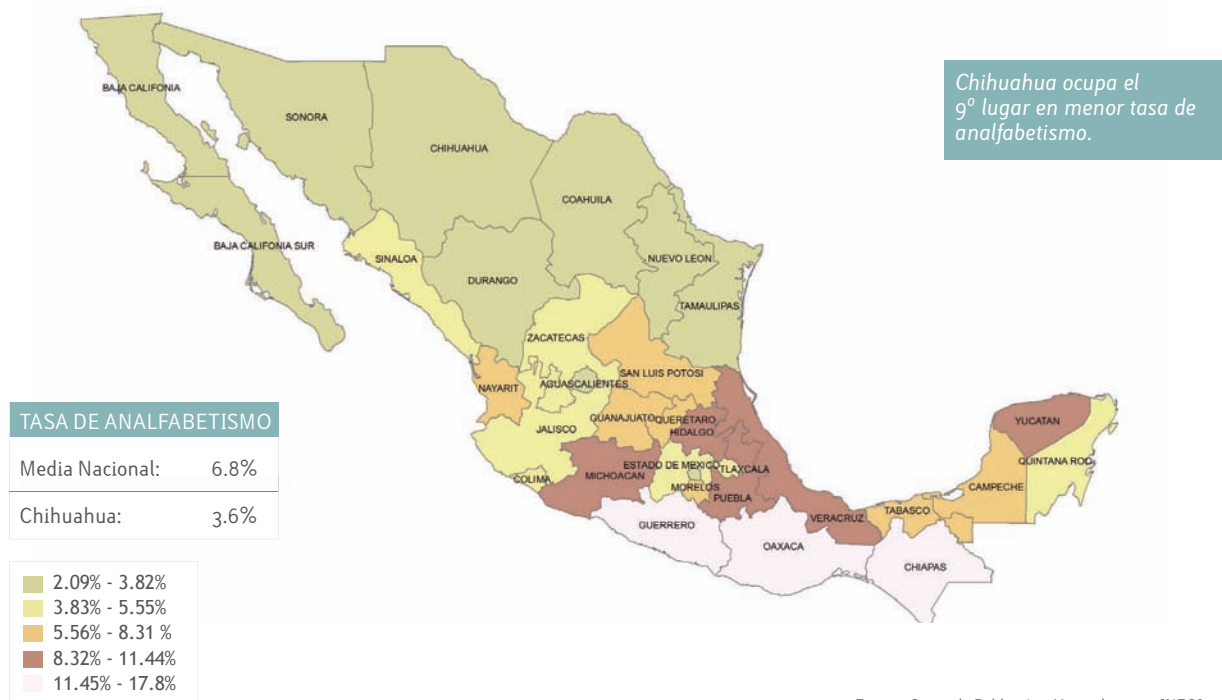 BAJA CALIFONIA
SONORA
CHIHUAHUA
COAHUILA
BAJA CALIFONIA SUR
SINALOA
DURANGO
NUEVO LEON
TAMAULIPAS
ZACATECAS
NAYARIT
AGUASCALIENTES
SAN LUIS POTOSI
JALISCO
GUANAJUATO
QUERETARO
HIDALGO
COLIMA
MICHOACAN
ESTADO DE MEXICO
TLAXCALA
MORELOS
PUEBLA
GUERRERO
OAXACA
VERACRUZ
TABASCO
CHIAPAS
CAMPECHE
YUCATAN
QUINTANA ROO
Chihuahua ocupa el
9º lugar en menor tasa de
analfabetismo.
TASA DE ANALFABETISMO
Media Nacional: 6.8%
Chihuahua: 3.6%
2.09% - 3.82%
3.83% - 5.55%
5.56% - 8.31 %
8.32% - 11.44%
11.45% - 17.8%